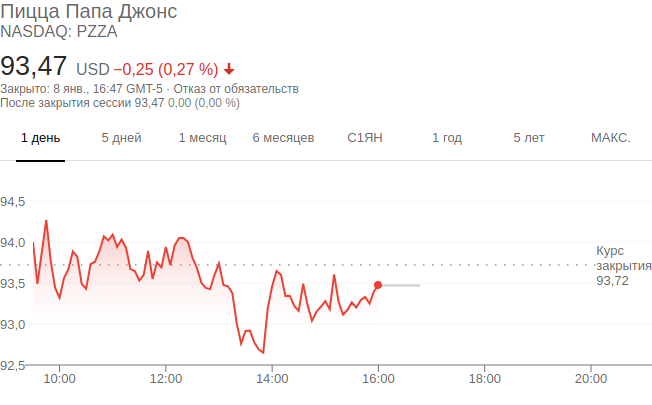 Пицца Папа Джонс
NASDAQ: PZZA
93,47 USD −0,25 (0,27 %)
Закрыто: 8 янв., 16:47 GMT-5 · Отказ от обязательств
После закрытия сессии 93,47 0,00 (0,00 %)
1 день 5 дней 1 месяц 6 месяцев С1ЯН 1 год 5 лет МАКС.
94,5
94,0
Курс
закрытия
93,72
93,5
93,0
92,5
10:00 12:00 14:00 16:00 18:00 20:00